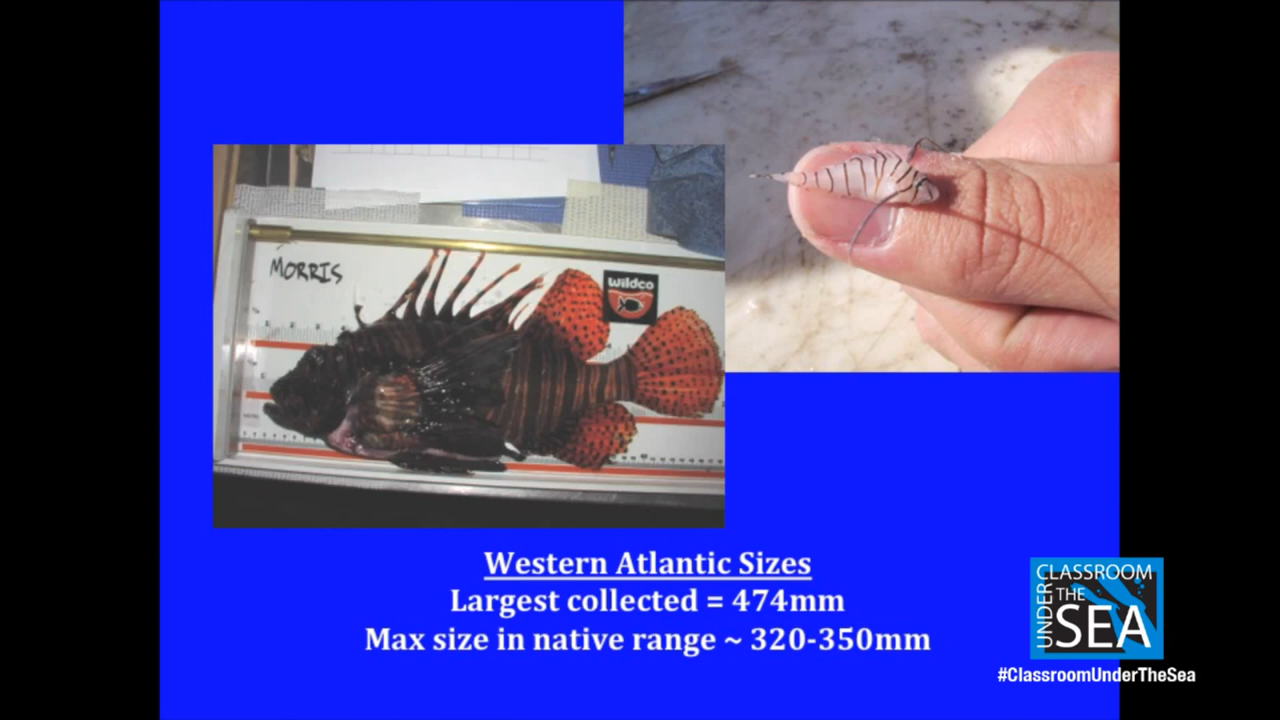 MORRIS
Wildco
Western Atlantic Sizes
Largest collected = 474mm
Max size in native range ~ 320-350mm
CLASSROOM
UNDER
THE
SEA
#ClassroomUnderTheSea